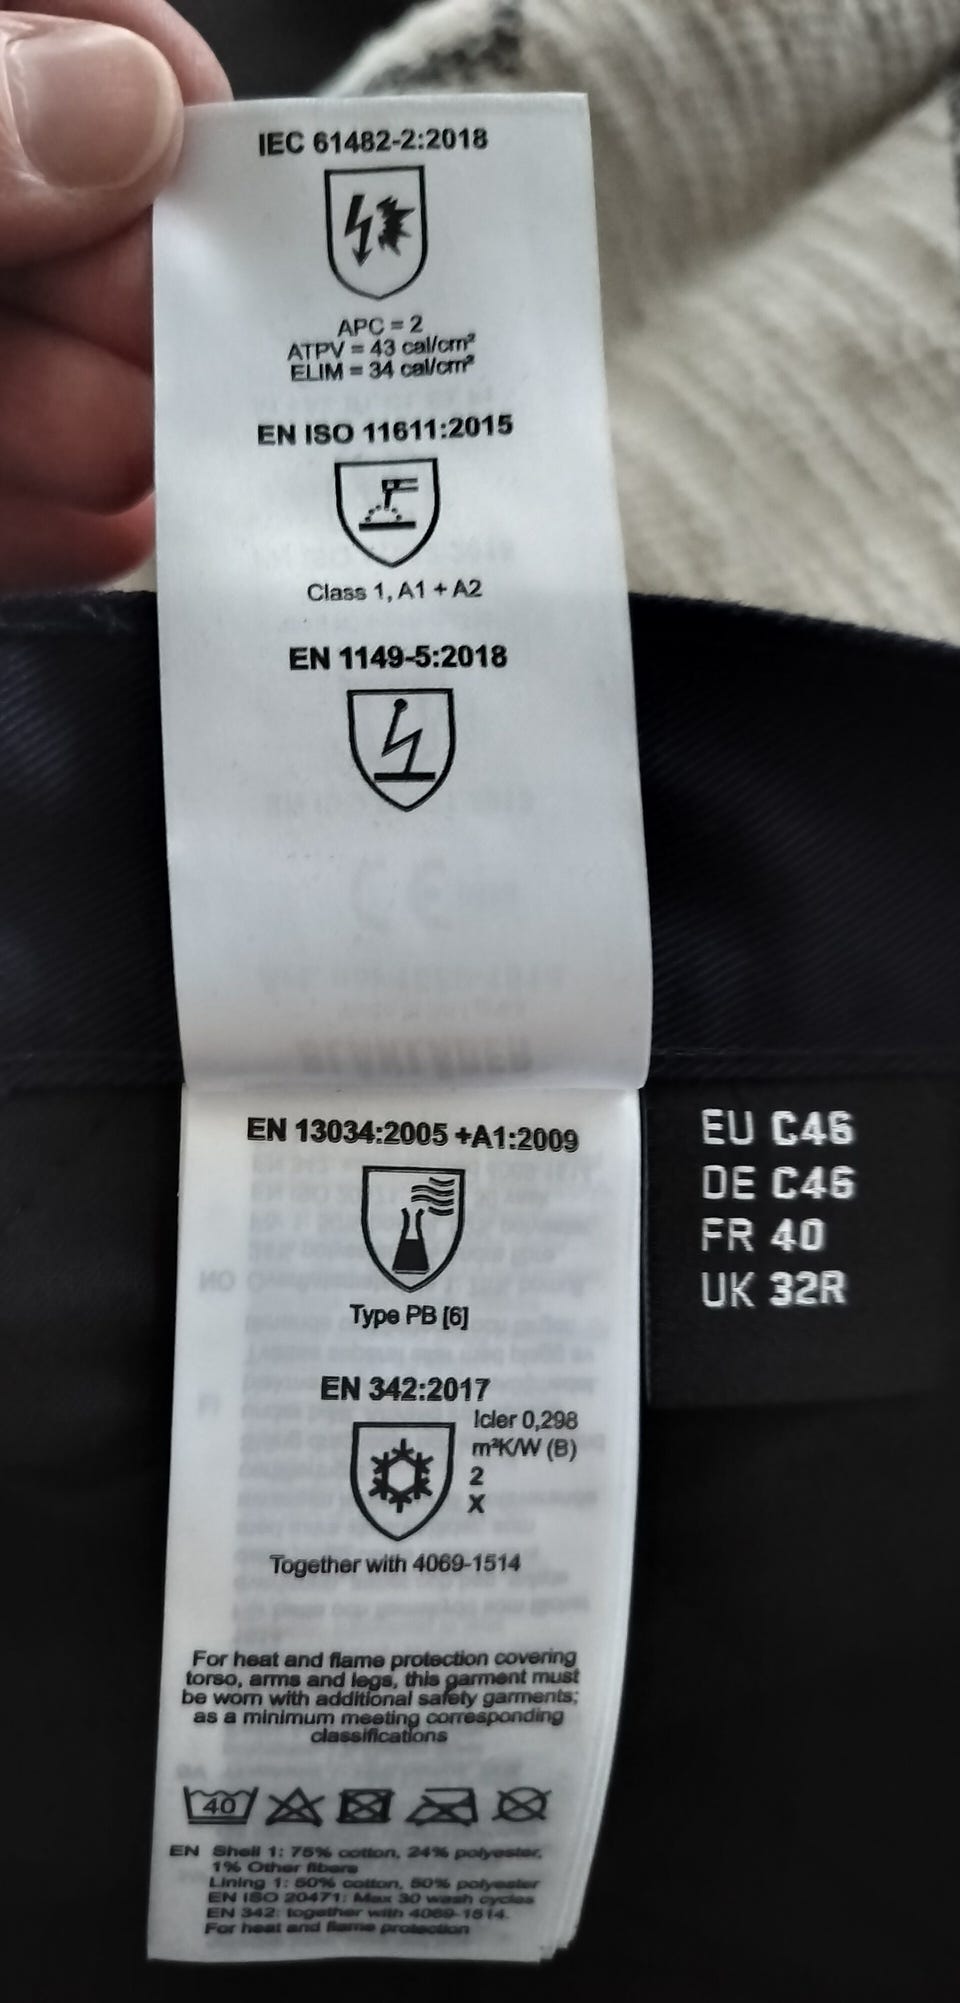 IEC 61482-2:2018
APC = 2
ATPV = 43 cal/cm²
ELIM = 34 cal/cm²
EN ISO 11611:2015
Class 1, A1 + A2
EN 1149-5:2018
EN 13034:2005 +A1:2009
Type PB [6]
EN 342:2017
Icler 0,298
m²K/W (B)
2
X
Together with 4069-1514
For heat and flame protection covering
torso, arms and legs, this garment must
be worn with additional safety garments;
as a minimum meeting corresponding
classifications
40
EN Shell 1: 75% cotton, 24% polyester,
1% Other fibers
Lining 1: 50% cotton, 50% polyester
EN ISO 20471: Max 30 wash cycles
EN 342: together with 4069-1514.
For heat and flame protection
EU C46
DE C46
FR 40
UK 32R